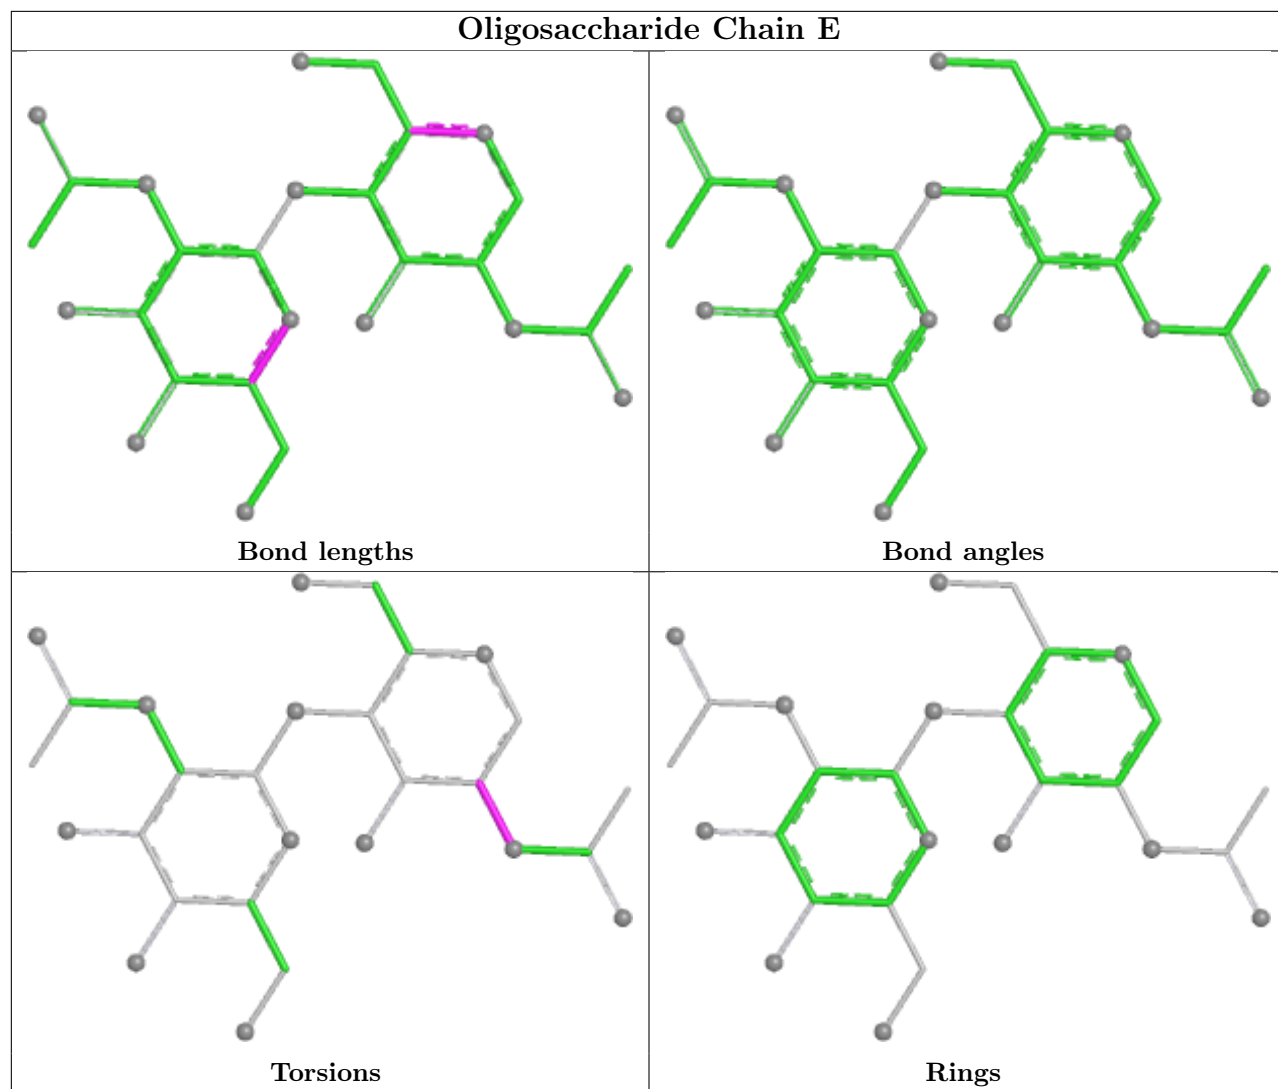 Oligosaccharide Chain E
Bond lengths
Bond angles
Torsions
Rings